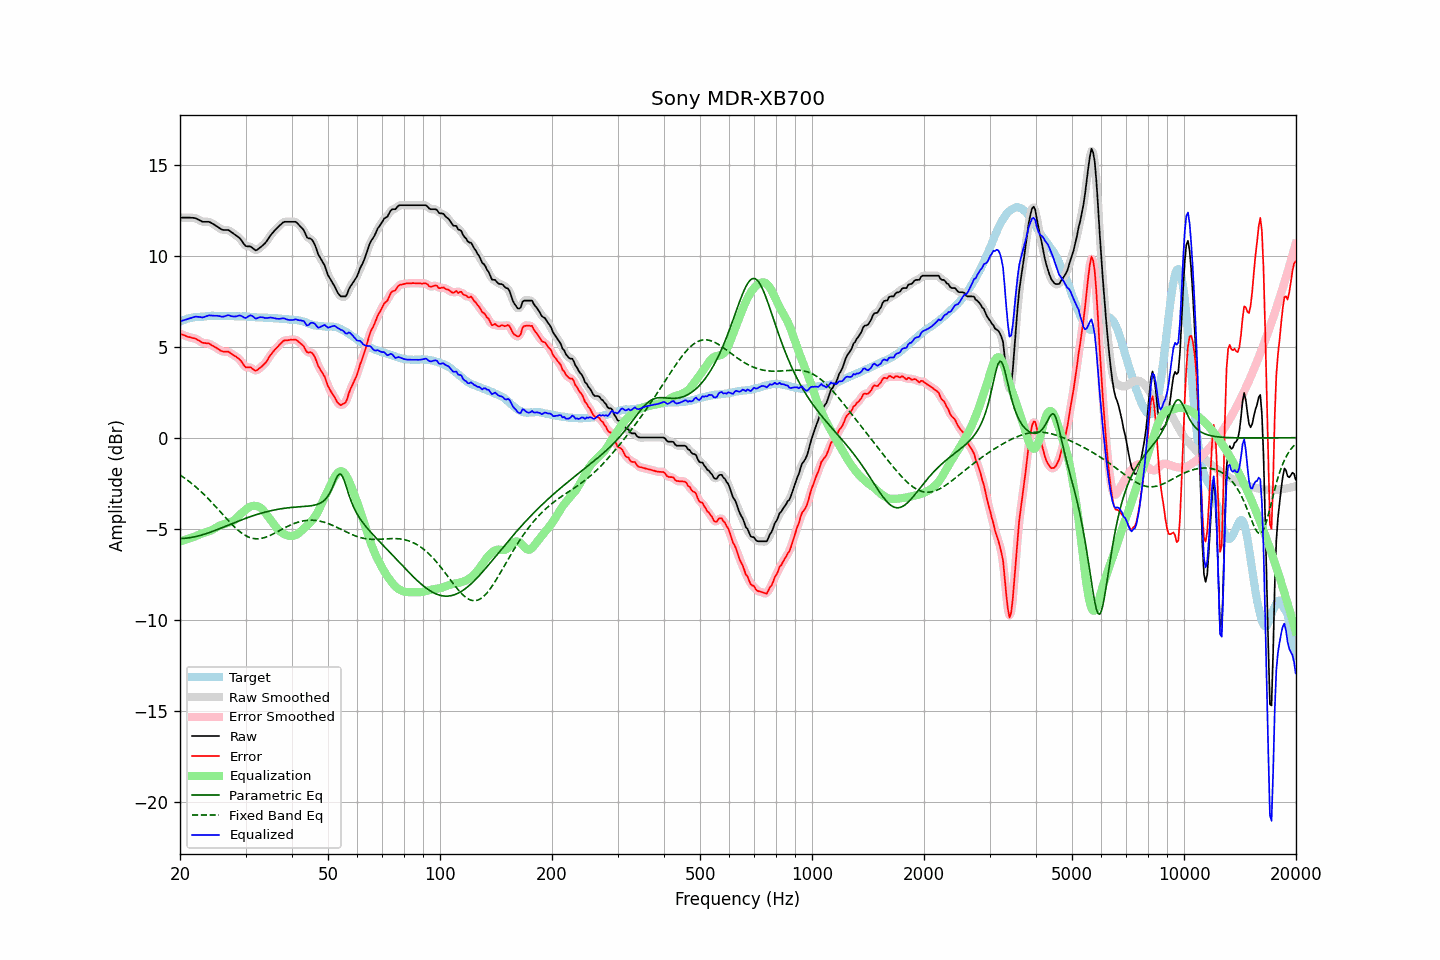 Sony MDR-XB700
Amplitude (dBr)
15
10
5
0
−5
−10
−15
−20
Target
Raw Smoothed
Error Smoothed
Raw
Error
Equalization
Parametric Eq
Fixed Band Eq
Equalized
20 50 100 200 500 1000 2000 5000 10000 20000
Frequency (Hz)